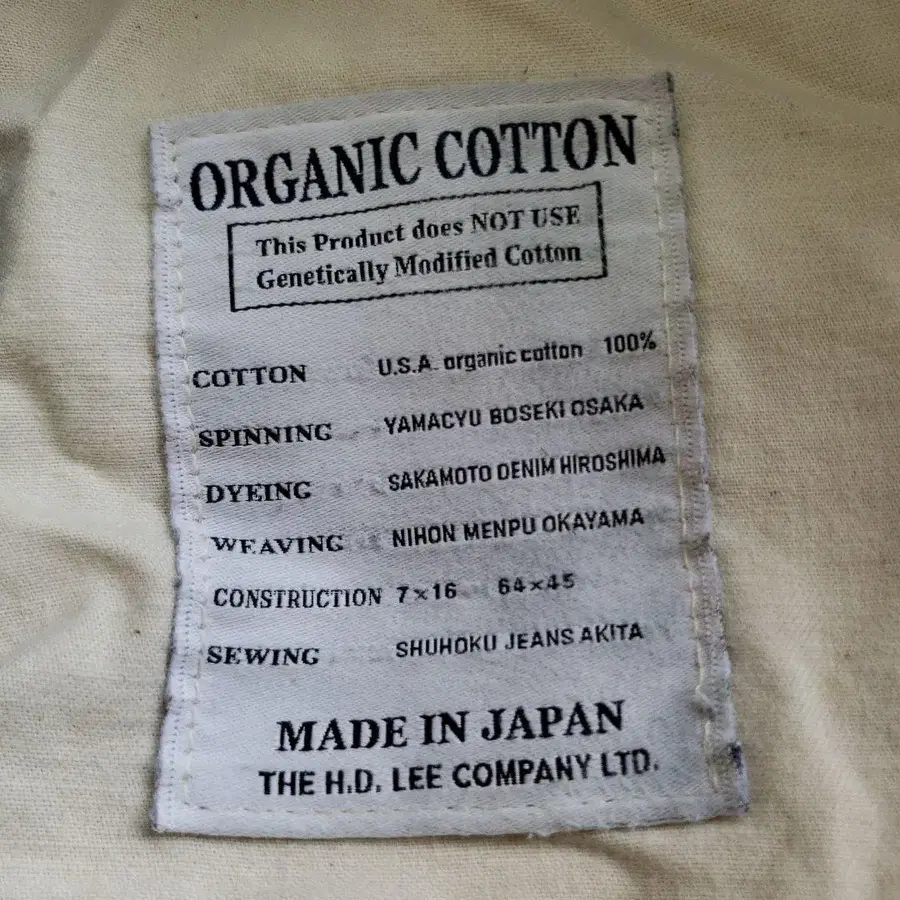 ORGANIC COTTON
This Product does NOT USE
Genetically Modified Cotton
COTTON U.S.A. organic cotton 100%
SPINNING YAMACYU BOSEKI OSAKA
DYEING SAKAMOTO DENIM HIROSHIMA
WEAVING NIHON MENPU OKAYAMA
CONSTRUCTION 7×16 64×45
SEWING SHUHOKU JEANS AKITA
MADE IN JAPAN
THE H.D. LEE COMPANY LTD.